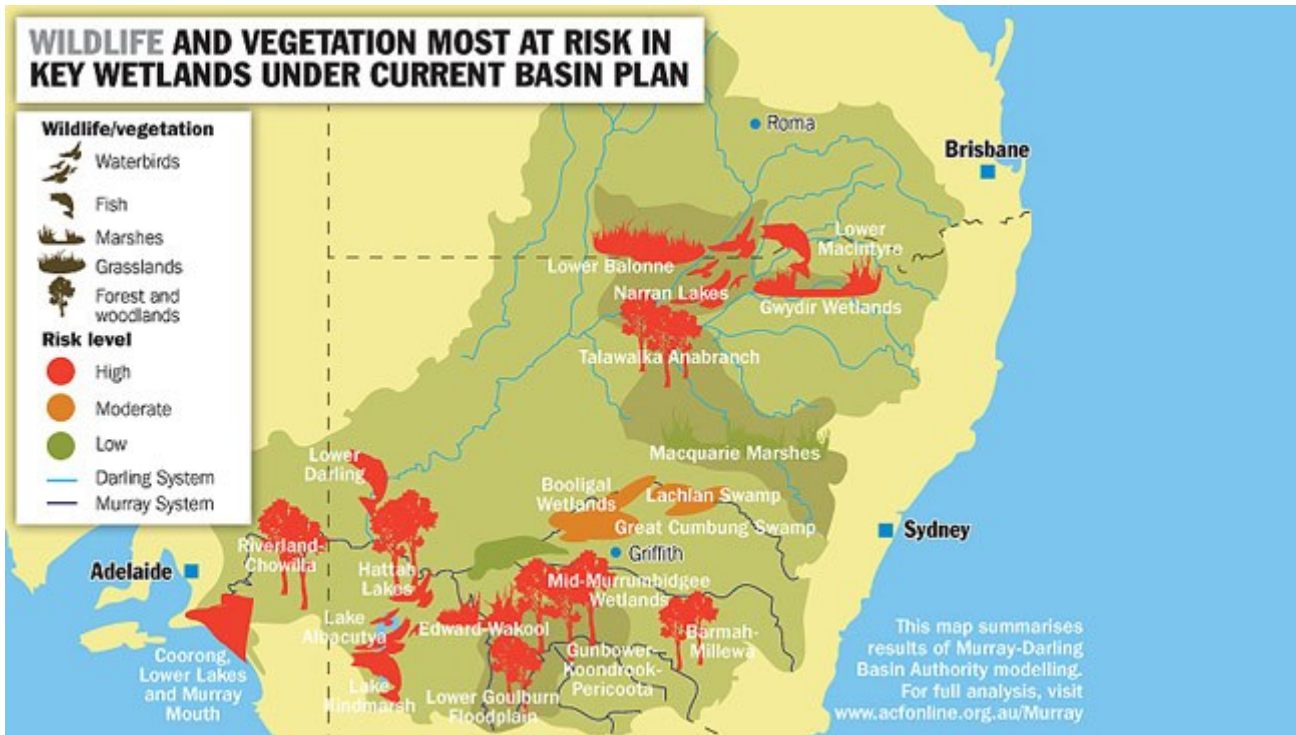 WILDLIFE AND VEGETATION MOST AT RISK IN
KEY WETLANDS UNDER CURRENT BASIN PLAN
Wildlife/vegetation
Waterbirds
Fish
Marshes
Grasslands
Forest and
woodlands
Risk level
High
Moderate
Low
Darling System
Murray System
Roma
Brisbane
Lower
Macintyre
Lower Balonne
Narran Lakes
Gwydir Wetlands
Talawalka Anabranch
Macquarie Marshes
Lower
Darling
Booligal
Wetlands
Lachlan Swamp
Great Cumbung Swamp
Sydney
Griffith
Riverland-
Chowilla
Adelaide
Hattah
Lakes
Mid-Murrumbidgee
Wetlands
Lake
Albacutya
Edward-Wakool
Barmah-
Millewa
Gunbower-
Koondrook-
Pericoota
Coorong,
Lower Lakes
and Murray
Mouth
Lake
Hindmarsh
Lower Goulburn
Floodplain
This map summarises
results of Murray-Darling
Basin Authority modelling.
For full analysis, visit
www.acfonline.org.au/Murray